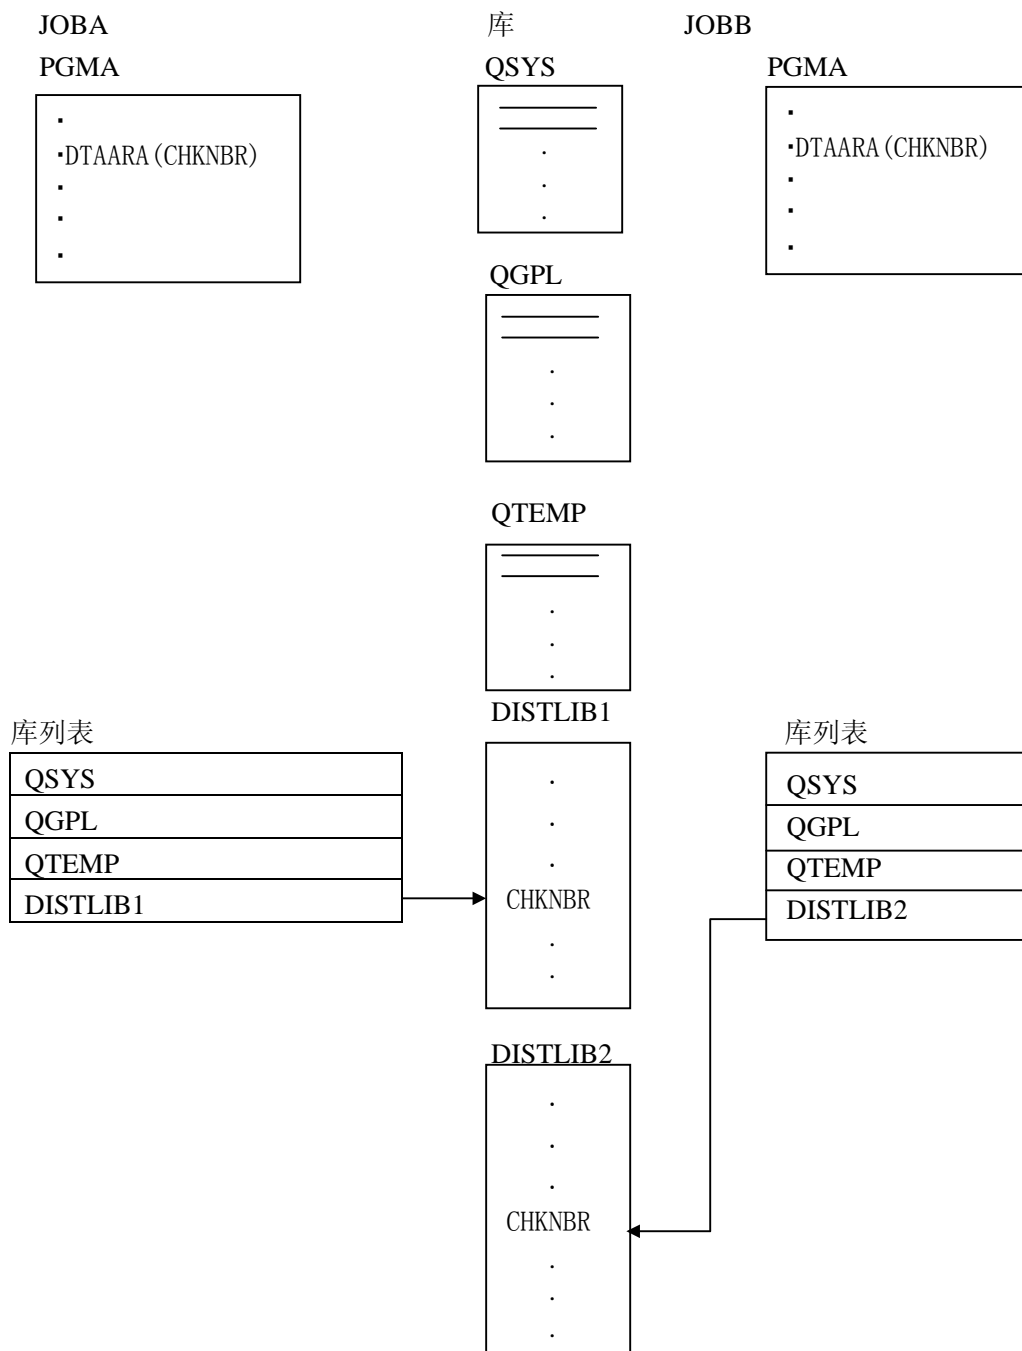 JOBA
PGMA
▪DTAARA(CHKNBR)
库
QSYS
QGPL
QTEMP
DISTLIB1
CHKNBR
DISTLIB2
CHKNBR
JOBB
PGMA
▪DTAARA(CHKNBR)
库列表
QSYS
QGPL
QTEMP
DISTLIB1
库列表
QSYS
QGPL
QTEMP
DISTLIB2